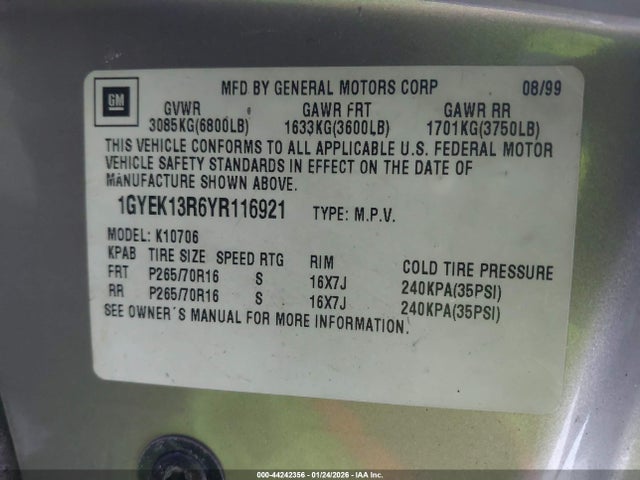 MFD BY GENERAL MOTORS CORP 08/99
GM
GVWR GAWR FRT GAWR RR
3085KG(6800LB) 1633KG(3600LB) 1701KG(3750LB)
THIS VEHICLE CONFORMS TO ALL APPLICABLE U.S. FEDERAL MOTOR
VEHICLE SAFETY STANDARDS IN EFFECT ON THE DATE OF
MANUFACTURE SHOWN ABOVE.
1GYEK13R6YR116921 TYPE: M.P.V.
MODEL: K10706
KPAB TIRE SIZE SPEED RTG RIM COLD TIRE PRESSURE
FRT P265/70R16 S 16X7J 240KPA(35PSI)
RR P265/70R16 S 16X7J 240KPA(35PSI)
SEE OWNER'S MANUAL FOR MORE INFORMATION.
000-44242356 - 01/24/2026 - IAA Inc.